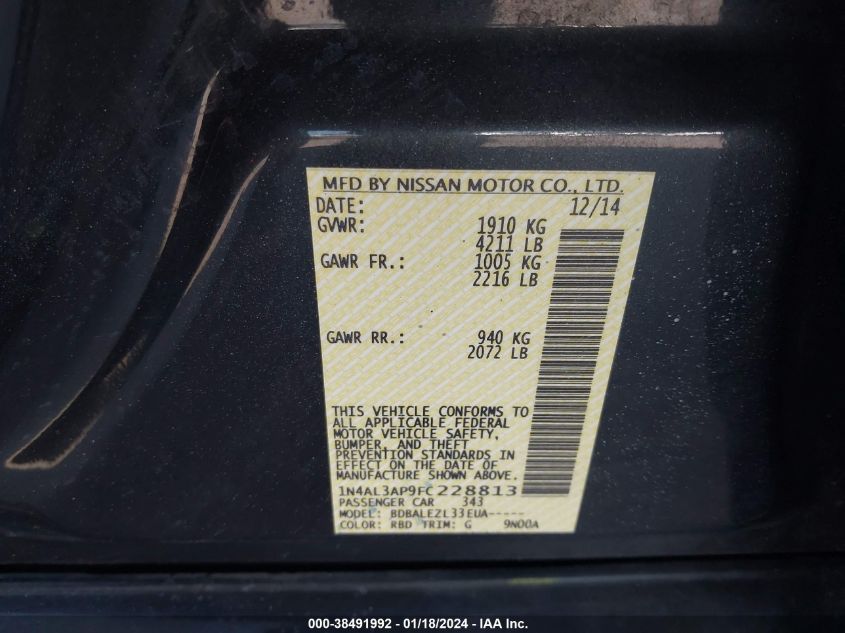 MFD BY NISSAN MOTOR CO., LTD.
DATE: 12/14
GVWR: 1910 KG
4211 LB
GAWR FR.: 1005 KG
2216 LB
GAWR RR.: 940 KG
2072 LB
THIS VEHICLE CONFORMS TO
ALL APPLICABLE FEDERAL
MOTOR VEHICLE SAFETY,
BUMPER, AND THEFT
PREVENTION STANDARDS IN
EFFECT ON THE DATE OF
MANUFACTURE SHOWN ABOVE.
1N4AL3AP9FC228813
PASSENGER CAR 343
MODEL: BDBALEZL33EUA-----
COLOR: RBD TRIM: G 9N00A
000-38491992 - 01/18/2024 - IAA Inc.